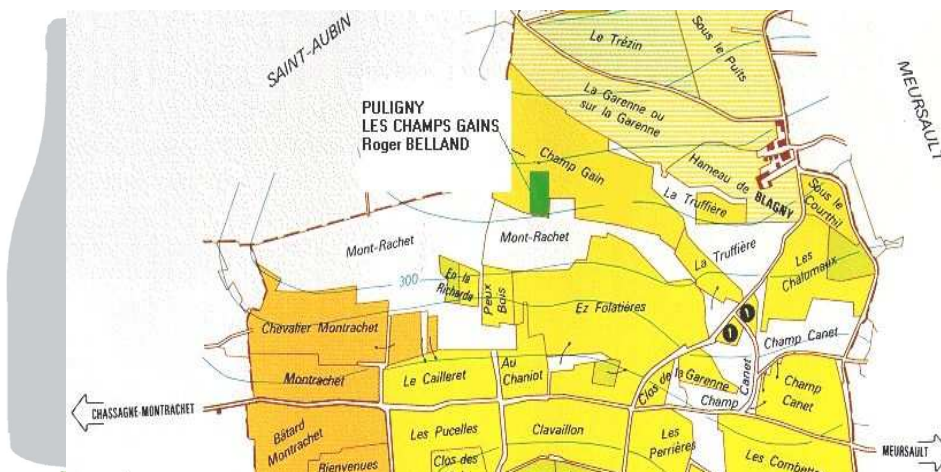 SAINT-AUBIN
Le Trézin
Sous le Puits
MEURSAULT
PULIGNY
LES CHAMPS GAINS
Roger BELLAND
La Garenne ou
sur la Garenne
Champ Gain
Hameau de BLAGNY
La Truffière
Sous le
Courthil
Mont-Rachet
Mont-Rachet
La Truffière
Les
Chalumaux
300
En la
Richarde
Peux
Bois
Ez Folatières
Chevalier Montrachet
1
1
Champ Canet
Montrachet
Le Cailleret
Au
Chaniot
Clos de la Garenne
Champ Canet
Champ
Canet
CHASSAGNE-MONTRACHET
Bâtard
Montrachet
Les Pucelles
Clavaillon
Les
Perrières
MEURSAULT
Bienvenues
Clos des
Les Combettes